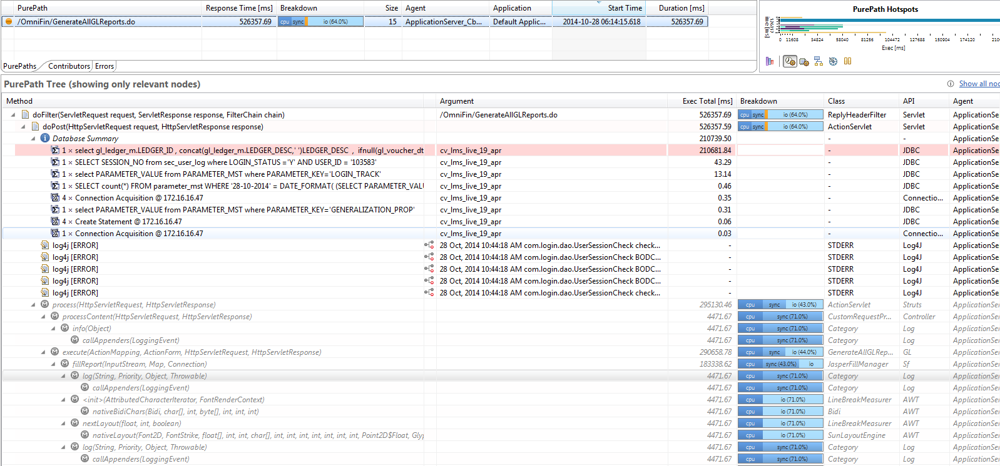 PurePath Response Time [ms] Breakdown Size Agent Application Start Time Duration [ms]
/OmniFin/GenerateAllGLReports.do 526357.69 cpu sync io (64.0%) 15 ApplicationServer_Cb... Default Applic... 2014-10-28 06:14:15.618 526357.69
PurePaths Contributors Errors
PurePath Hotspots
0 11608 34824 58040 81256 104472 127688 150904 174120
Exec [ms]
PurePath Tree (showing only relevant nodes) Show all nod
Method Argument Exec Total [ms] Breakdown Class API Agent
doFilter(ServletRequest request, ServletResponse response, FilterChain chain) /OmniFin/GenerateAllGLReports.do 526357.69 cpu sync io (64.0%) ReplyHeaderFilter Servlet ApplicationSe
doPost(HttpServletRequest request, HttpServletResponse response) 526357.59 cpu sync io (64.0%) ActionServlet Servlet ApplicationSe
Database Summary 210739.50 - - ApplicationSe
1 × select gl_ledger_m.LEDGER_ID , concat(gl_ledger_m.LEDGER_DESC,' ')LEDGER_DESC , ifnull(gl_voucher_dt cv_lms_live_19_apr 210681.84 - JDBC ApplicationSe
1 × SELECT SESSION_NO from sec_user_log where LOGIN_STATUS ='Y' AND USER_ID = '103583' cv_lms_live_19_apr 43.29 - JDBC ApplicationSe
1 × select PARAMETER_VALUE from PARAMETER_MST where PARAMETER_KEY='LOGIN_TRACK' cv_lms_live_19_apr 13.14 - JDBC ApplicationSe
1 × SELECT count(*) FROM parameter_mst WHERE '28-10-2014' = DATE_FORMAT( (SELECT PARAMETER_VALU cv_lms_live_19_apr 0.46 - JDBC ApplicationSe
4 × Connection Acquisition @ 172.16.16.47 cv_lms_live_19_apr 0.35 - Connectio... ApplicationSe
1 × select PARAMETER_VALUE from PARAMETER_MST where PARAMETER_KEY='GENERALIZATION_PROP' cv_lms_live_19_apr 0.31 - JDBC ApplicationSe
4 × Create Statement @ 172.16.16.47 cv_lms_live_19_apr 0.06 - JDBC ApplicationSe
1 × Connection Acquisition @ 172.16.16.47 cv_lms_live_19_apr 0.03 - Connectio... ApplicationSe
log4j [ERROR] 28 Oct, 2014 10:44:18 AM com.login.dao.UserSessionCheck check... - STDERR Log4J ApplicationSe
log4j [ERROR] 28 Oct, 2014 10:44:18 AM com.login.dao.UserSessionCheck BODC... - STDERR Log4J ApplicationSe
log4j [ERROR] 28 Oct, 2014 10:44:18 AM com.login.dao.UserSessionCheck BODC... - STDERR Log4J ApplicationSe
log4j [ERROR] 28 Oct, 2014 10:44:18 AM com.login.dao.UserSessionCheck BODC... - STDERR Log4J ApplicationSe
log4j [ERROR] 28 Oct, 2014 10:44:18 AM com.login.dao.UserSessionCheck check... - STDERR Log4J ApplicationSe
process(HttpServletRequest, HttpServletResponse) 295130.46 cpu sync io (43.0%) ActionServlet Struts ApplicationSe
processContent(HttpServletRequest, HttpServletResponse) 4471.67 cpu sync (71.0%) CustomRequestPr... Controller ApplicationSe
info(Object) 4471.67 cpu sync (71.0%) Category Log ApplicationSe
callAppenders(LoggingEvent) 4471.67 cpu sync (71.0%) Category Log ApplicationSe
execute(ActionMapping, ActionForm, HttpServletRequest, HttpServletResponse) 290658.78 cpu sync io (44.0%) GenerateAllGLRep... GL ApplicationSe
fillReport(InputStream, Map, Connection) 183338.62 cpu sync (43.0%) io JasperFillManager Sf ApplicationSe
log(String, Priority, Object, Throwable) 4471.67 cpu sync (71.0%) Category Log ApplicationSe
callAppenders(LoggingEvent) 4471.67 cpu sync (71.0%) Category Log ApplicationSe
<init>(AttributedCharacterIterator, FontRenderContext) 4471.67 cpu io (71.0%) LineBreakMeasurer AWT ApplicationSe
nativeBidiChars(Bidi, char[], int, byte[], int, int, int) 4471.67 cpu io (71.0%) Bidi AWT ApplicationSe
nextLayout(float, int, boolean) 4471.67 cpu io (71.0%) LineBreakMeasurer AWT ApplicationSe
nativeLayout(Font2D, FontStrike, float[], int, int, char[], int, int, int, int, int, int, int, Point2D$Float, Gly 4471.67 cpu io (71.0%) SunLayoutEngine AWT ApplicationSe
log(String, Priority, Object, Throwable) 4471.67 cpu sync (71.0%) Category Log ApplicationSe
callAppenders(LoggingEvent) 4471.67 cpu sync (71.0%) Category Log ApplicationSe